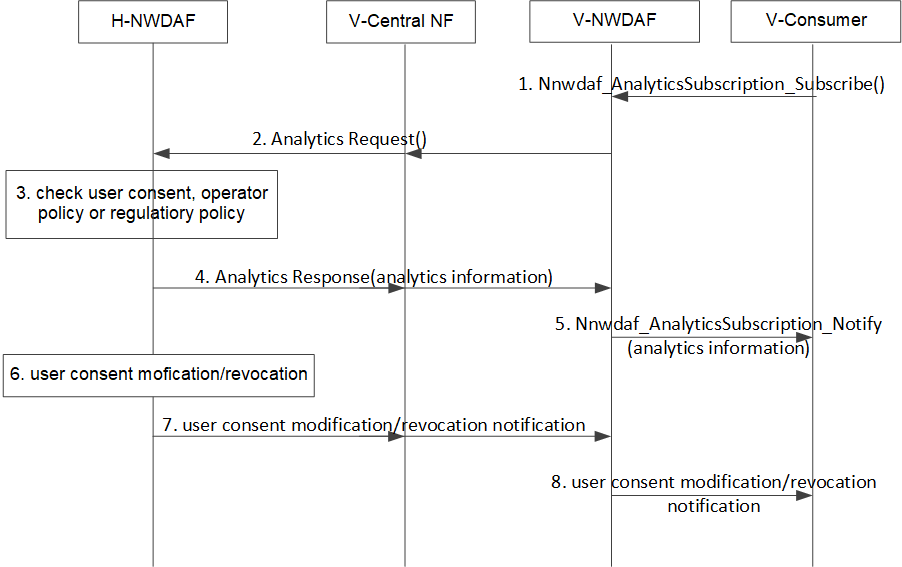 H-NWDAF
V-Central NF
V-NWDAF
V-Consumer
1. Nnwdaf_AnalyticsSubscription_Subscribe()
2. Analytics Request()
3. check user consent, operator
policy or regulatiory policy
4. Analytics Response(analytics information)
5. Nnwdaf_AnalyticsSubscription_Notify
(analytics information)
6. user consent mofication/revocation
7. user consent modification/revocation notification
8. user consent modification/revocation
notification